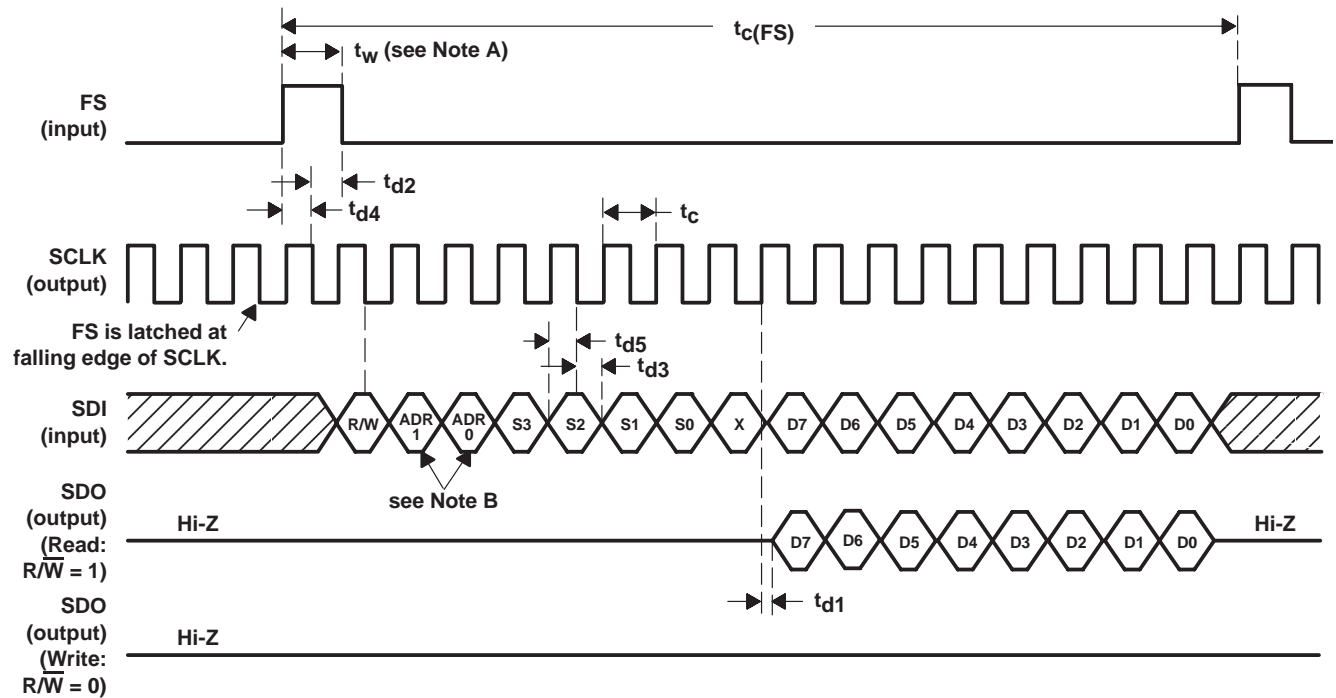 tc(FS)
tw (see Note A)
FS
(input)
td2
td4
tc
SCLK
(output)
FS is latched at
falling edge of SCLK.
td5
td3
SDI
(input)
R/W ADR 1 ADR 0 S3 S2 S1 S0 X D7 D6 D5 D4 D3 D2 D1 D0
see Note B
SDO
(output)
(Read:
R/W̅ = 1)
Hi-Z
D7 D6 D5 D4 D3 D2 D1 D0
Hi-Z
td1
SDO
(output)
(Write:
R/W̅ = 0)
Hi-Z